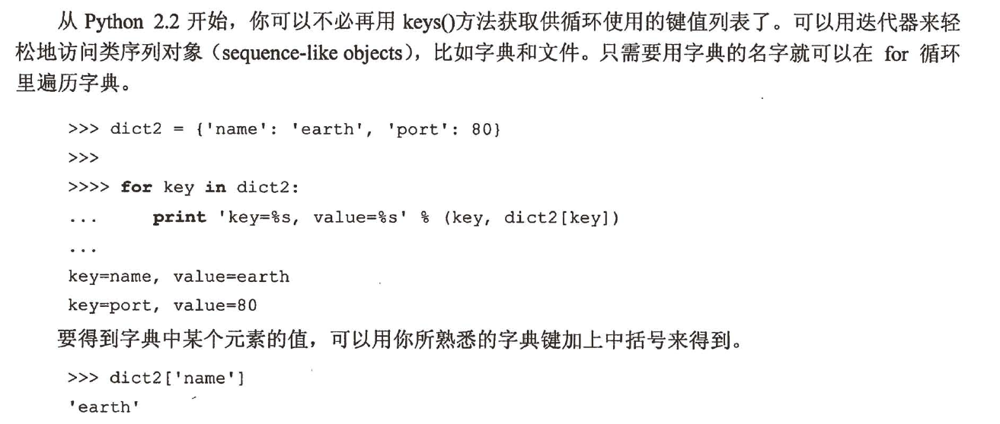 从 Python 2.2 开始，你可以不必再用 keys()方法获取供循环使用的键值列表了。可以用迭代器来轻
松地访问类序列对象（sequence-like objects），比如字典和文件。只需要用字典的名字就可以在 for 循环
里遍历字典。
>>> dict2 = {'name': 'earth', 'port': 80}
>>>
>>>> for key in dict2:
...     print 'key=%s, value=%s' % (key, dict2[key])
...
key=name, value=earth
key=port, value=80
要得到字典中某个元素的值，可以用你所熟悉的字典键加上中括号来得到。
>>> dict2['name']
'earth'